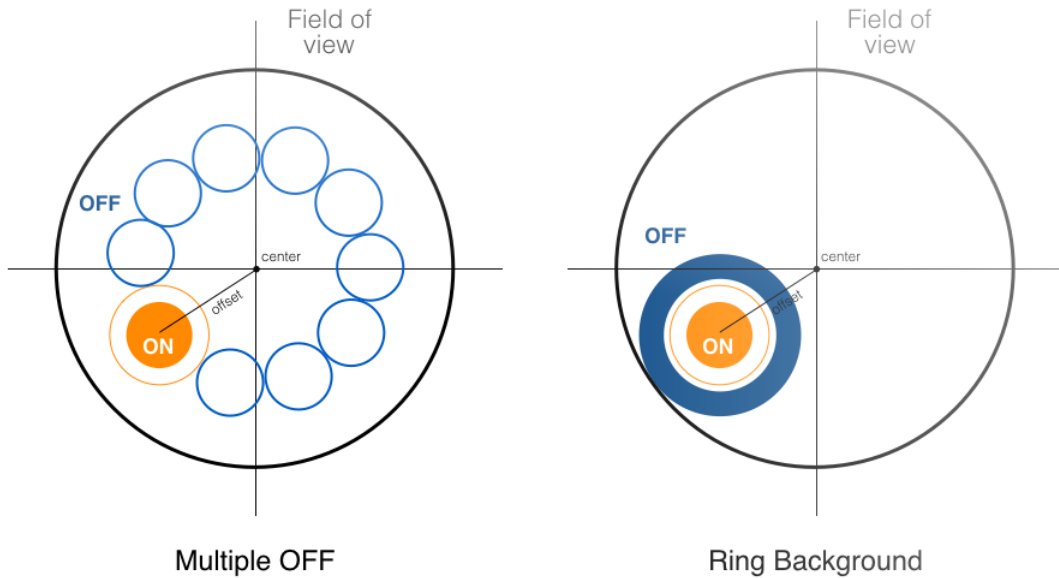 Field of
view
OFF
center
offset
ON
Multiple OFF
Field of
view
OFF
center
offset
ON
Ring Background